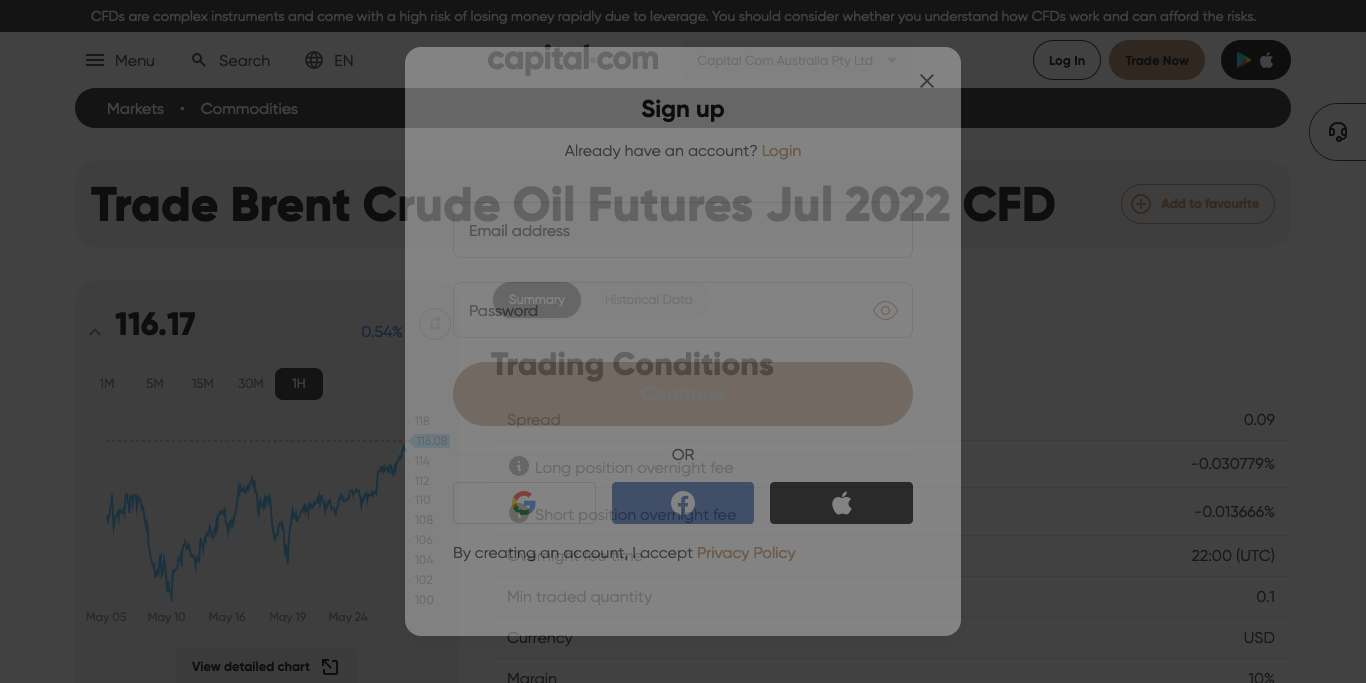 CFDs are complex instruments and come with a high risk of losing money rapidly due to leverage. You should consider whether you understand how CFDs work and can afford the risks.
Menu Search EN
capital.com
Capital Com Australia Pty Ltd
Log In Trade Now
Markets • Commodities
Sign up
Already have an account? Login
Trade Brent Crude Oil Futures Jul 2022 CFD
Add to favourite
Email address
Password
Continue
OR
By creating an account, I accept Privacy Policy
116.17 0.54%
1M 5M 15M 30M 1H
118
116.08
114
112
110
108
106
104
102
100
May 05 May 10 May 16 May 19 May 24
View detailed chart
Summary Historical Data
Trading Conditions
Spread 0.09
Long position overnight fee -0.030779%
Short position overnight fee -0.013666%
Overnight fee time 22:00 (UTC)
Min traded quantity 0.1
Currency USD
Margin 10%